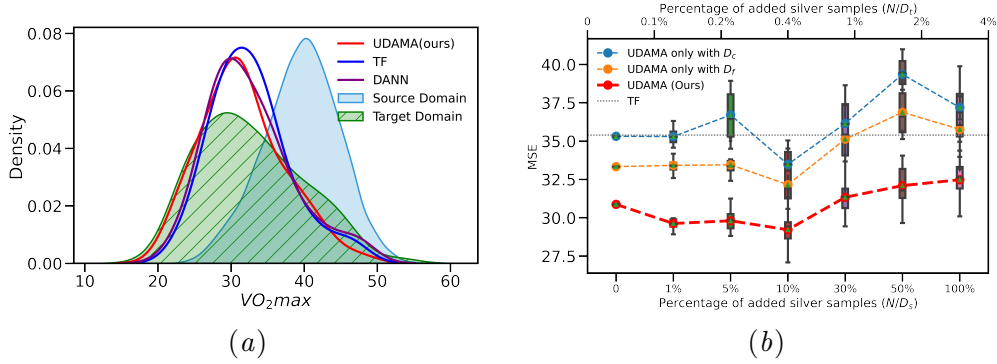 0.08
0.06
0.04
0.02
0.00
Density
10 20 30 40 50 60
VO₂max
UDAMA(ours)
TF
DANN
Source Domain
Target Domain
(a)
Percentage of added silver samples (N/Dₜ)
0 0.1% 0.2% 0.4% 1% 2% 4%
40.0
37.5
35.0
32.5
30.0
27.5
MSE
UDAMA only with D_c
UDAMA only with D_f
UDAMA (Ours)
TF
0 1% 5% 10% 30% 50% 100%
Percentage of added silver samples (N/Dₛ)
(b)